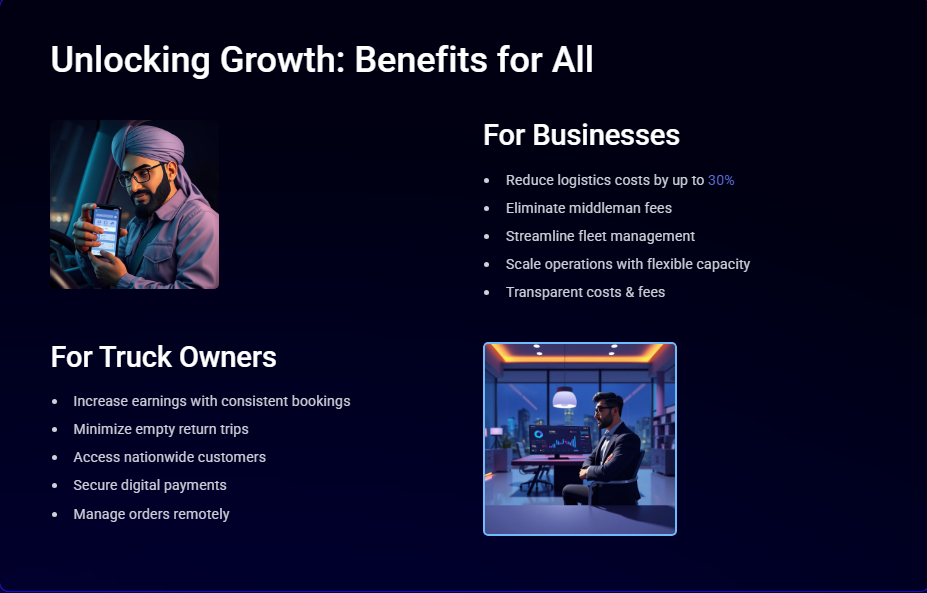 Unlocking Growth: Benefits for All
For Businesses
Reduce logistics costs by up to 30%
Eliminate middleman fees
Streamline fleet management
Scale operations with flexible capacity
Transparent costs & fees
For Truck Owners
Increase earnings with consistent bookings
Minimize empty return trips
Access nationwide customers
Secure digital payments
Manage orders remotely